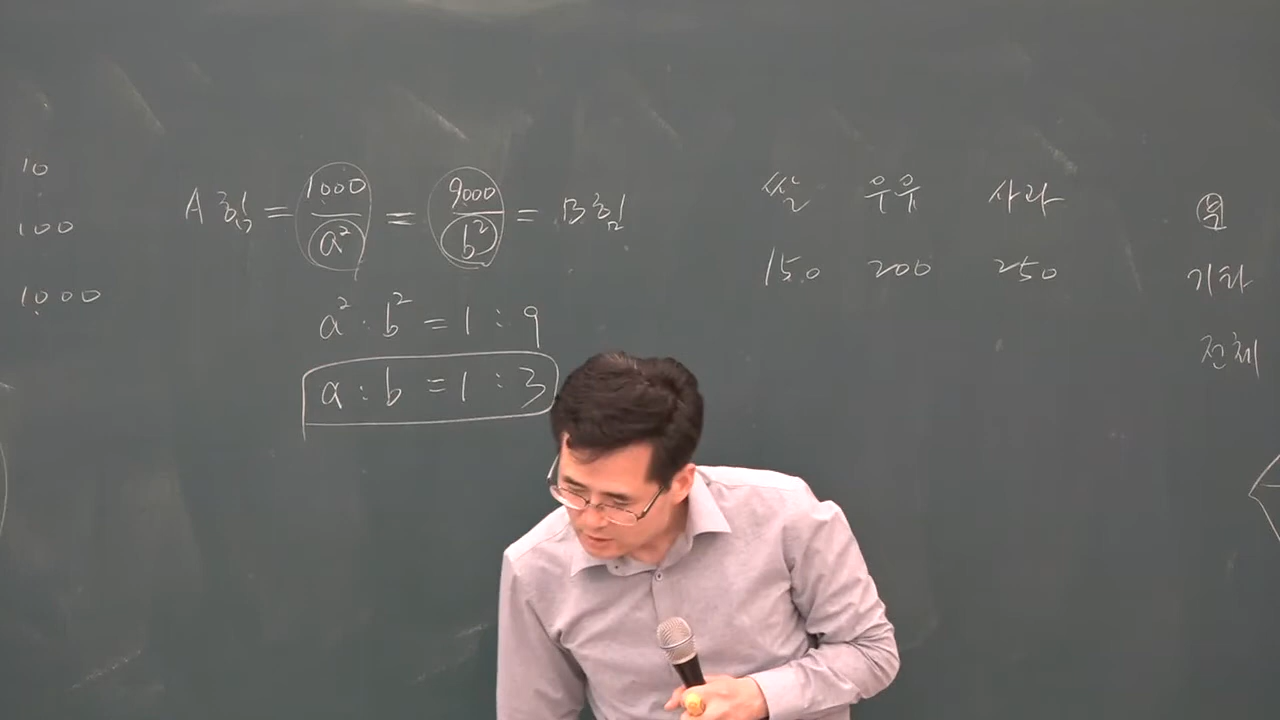 10
100
1000
A 힘 = 1000/a² = 9000/b² = B 힘
a² : b² = 1 : 9
a : b = 1 : 3
쌀 우유 사과
150 200 250
기차
전체